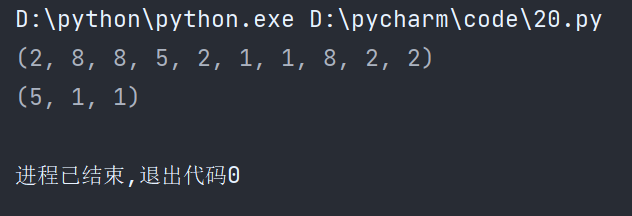 D:\python\python.exe D:\pycharm\code\20.py
(2, 8, 8, 5, 2, 1, 1, 8, 2, 2)
(5, 1, 1)
进程已结束,退出代码0